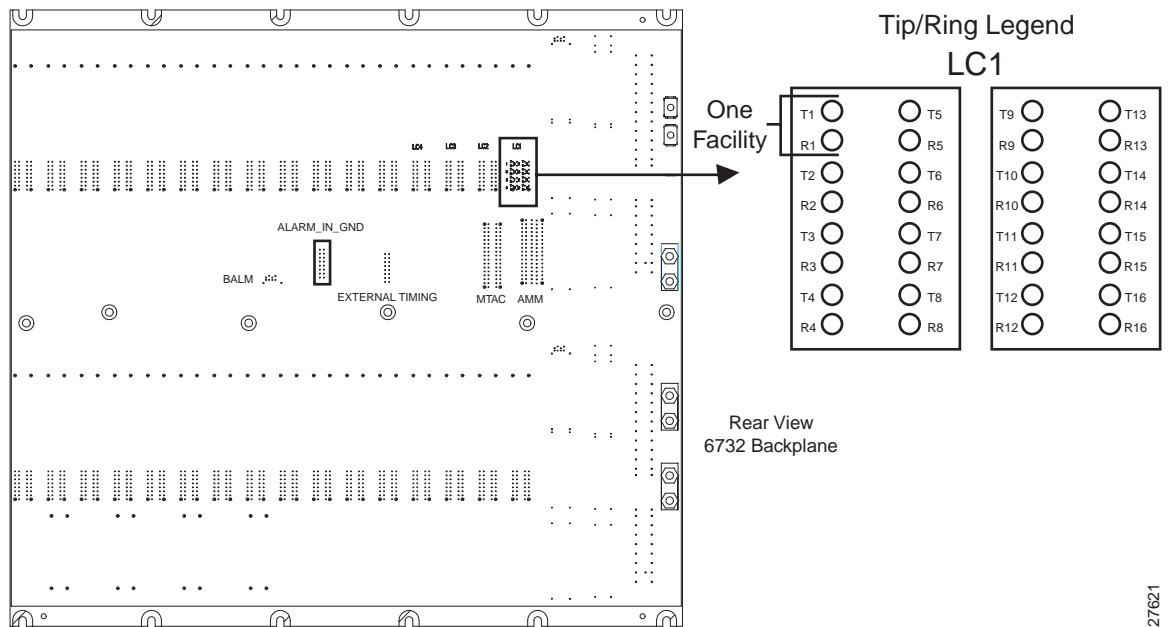 Tip/Ring Legend
LC1
One
Facility
T1 T5 T9 T13
R1 R5 R9 R13
T2 T6 T10 T14
R2 R6 R10 R14
T3 T7 T11 T15
R3 R7 R11 R15
T4 T8 T12 T16
R4 R8 R12 R16
LC4 LC3 LC2 LC1
ALARM_IN_GND
BALM
EXTERNAL TIMING
MTAC AMM
Rear View
6732 Backplane
27621